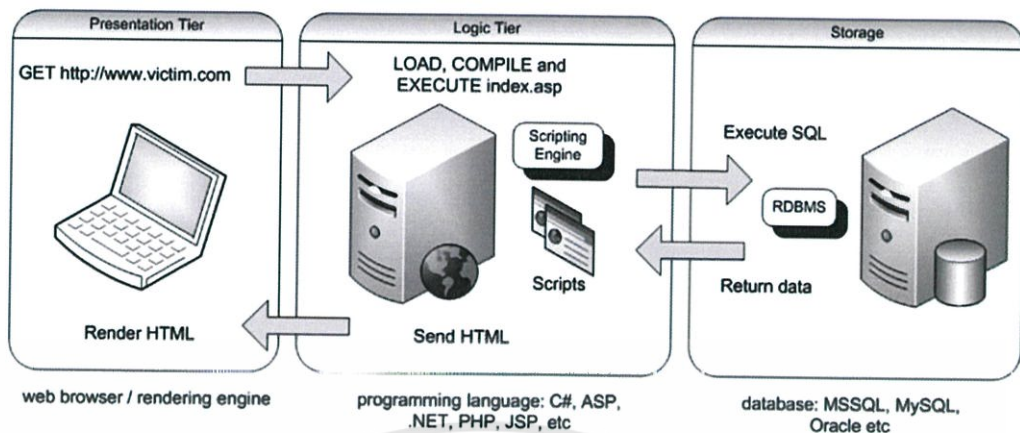 Presentation Tier
GET http://www.victim.com
Render HTML
web browser / rendering engine
Logic Tier
LOAD, COMPILE and
EXECUTE index.asp
Scripting
Engine
Scripts
Send HTML
programming language: C#, ASP,
.NET, PHP, JSP, etc
Storage
Execute SQL
RDBMS
Return data
database: MSSQL, MySQL,
Oracle etc